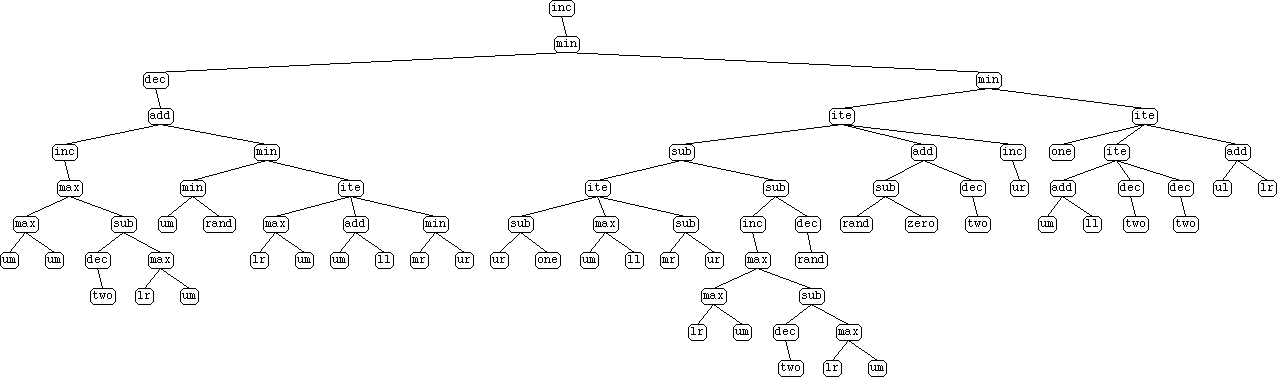 inc
min
dec min
add ite ite
inc min sub add inc one ite add
max min ite ite sub sub dec ur add dec dec ul lr
max sub um rand max add min sub max sub inc dec rand zero two um ll two two
um um dec max lr um um ll mr ur ur one um ll mr ur max rand
two lr um max sub
lr um dec max
two lr um